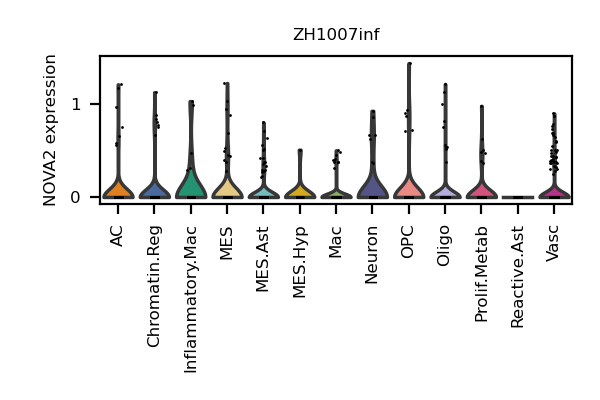 ZH1007inf
NOVA2 expression
1
0
AC
Chromatin.Reg
Inflammatory.Mac
MES
MES.Ast
MES.Hyp
Mac
Neuron
OPC
Oligo
Prolif.Metab
Reactive.Ast
Vasc